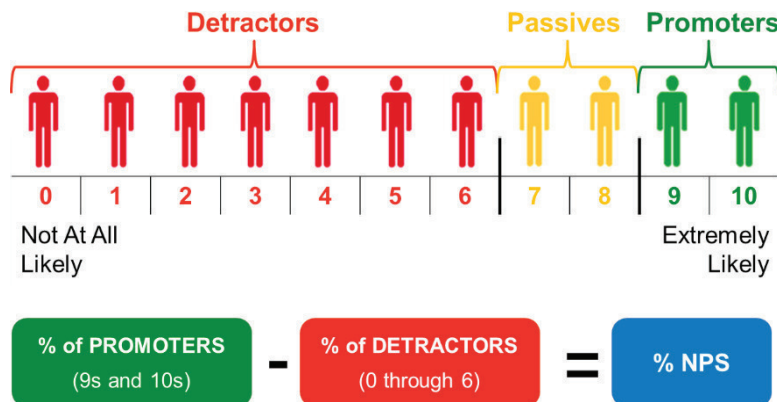 Detractors Passives Promoters
0 1 2 3 4 5 6 7 8 9 10
Not At All
Likely
Extremely
Likely
% of PROMOTERS
(9s and 10s)
-
% of DETRACTORS
(0 through 6)
=
% NPS